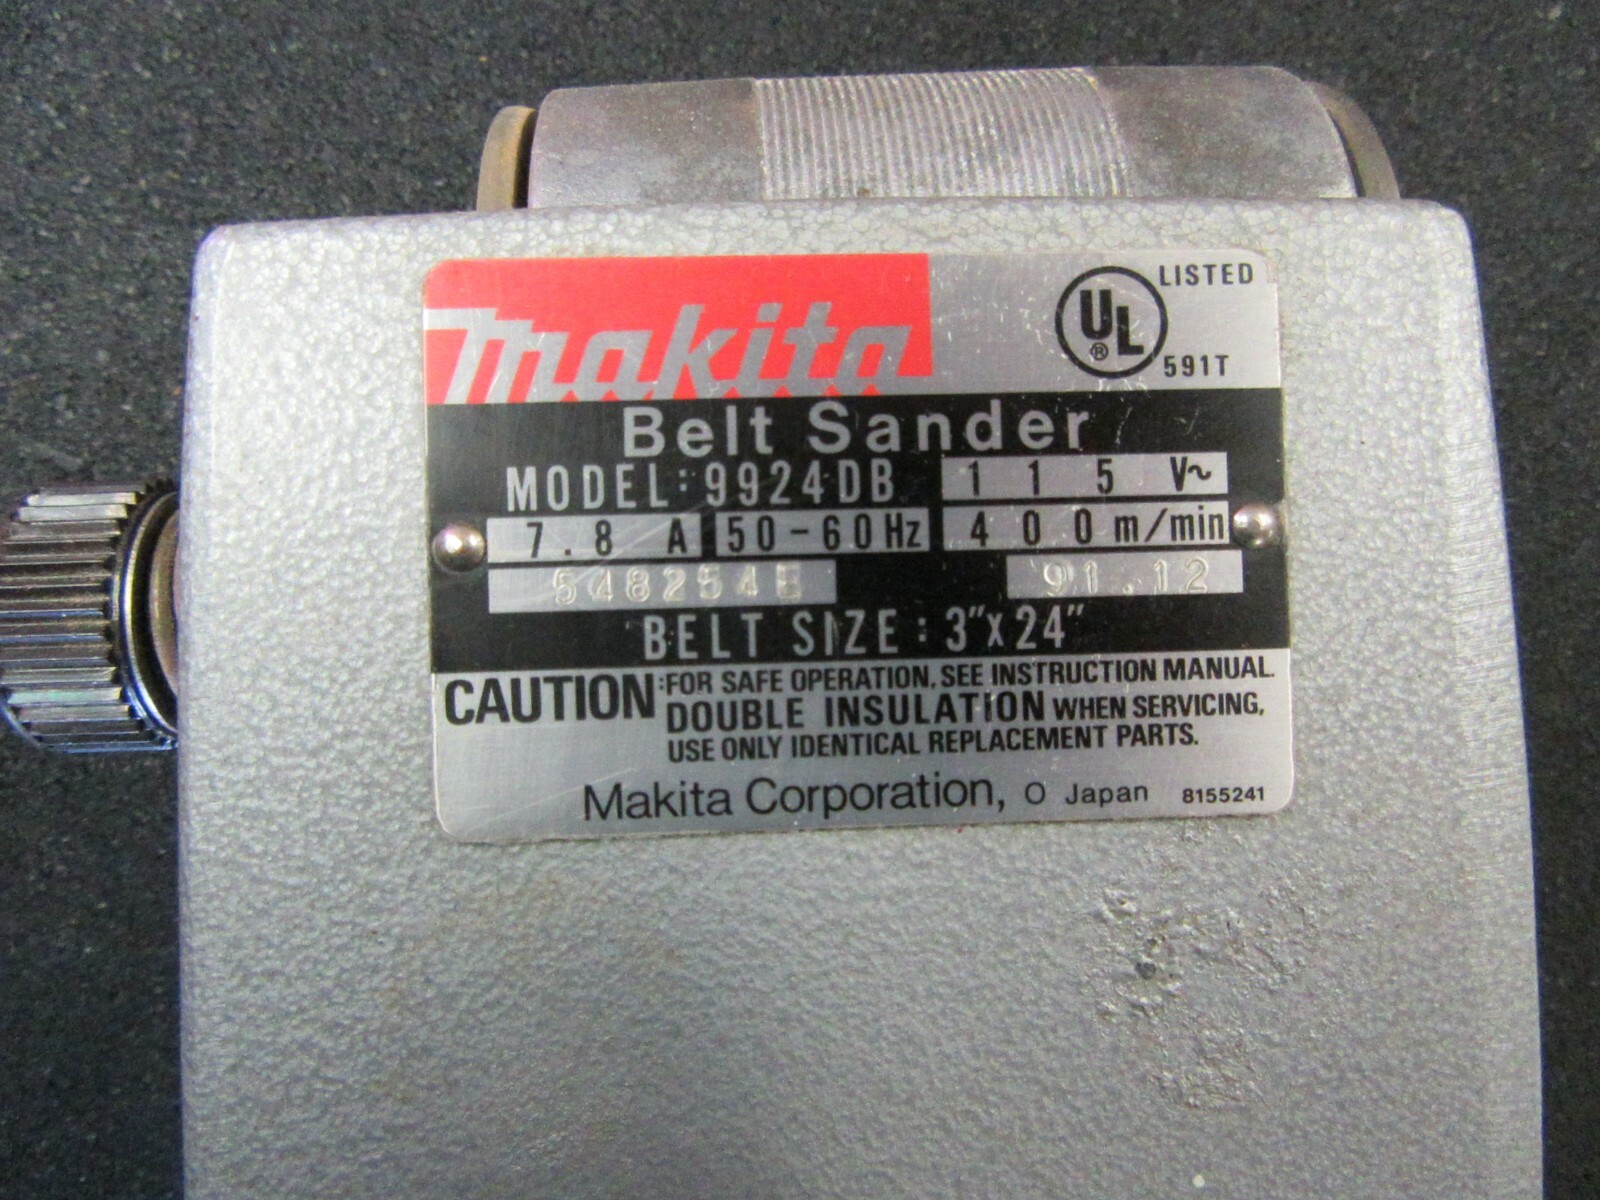 makita
UL
®
LISTED
591T
Belt Sander
MODEL: 9924DB 115 V~
7.8 A 50-60Hz 400m/min
548254E 91.12
BELT SIZE: 3"x24"
CAUTION: FOR SAFE OPERATION, SEE INSTRUCTION MANUAL.
DOUBLE INSULATION WHEN SERVICING,
USE ONLY IDENTICAL REPLACEMENT PARTS.
Makita Corporation, O Japan 8155241